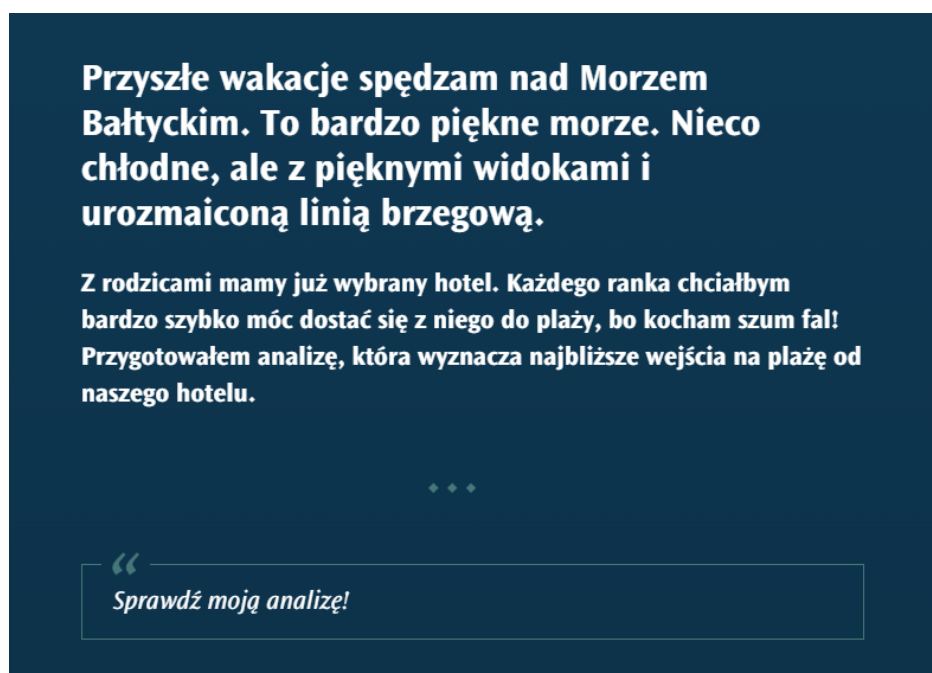 Przyszłe wakacje spędzam nad Morzem
Bałtyckim. To bardzo piękne morze. Nieco
chłodne, ale z pięknymi widokami i
urozmaiconą linią brzegową.
Z rodzicami mamy już wybrany hotel. Każdego ranka chciałbym
bardzo szybko móc dostać się z niego do plaży, bo kocham szum fal!
Przygotowałem analizę, która wyznacza najbliższe wejścia na plażę od
naszego hotelu.
“
Sprawdź moją analizę!